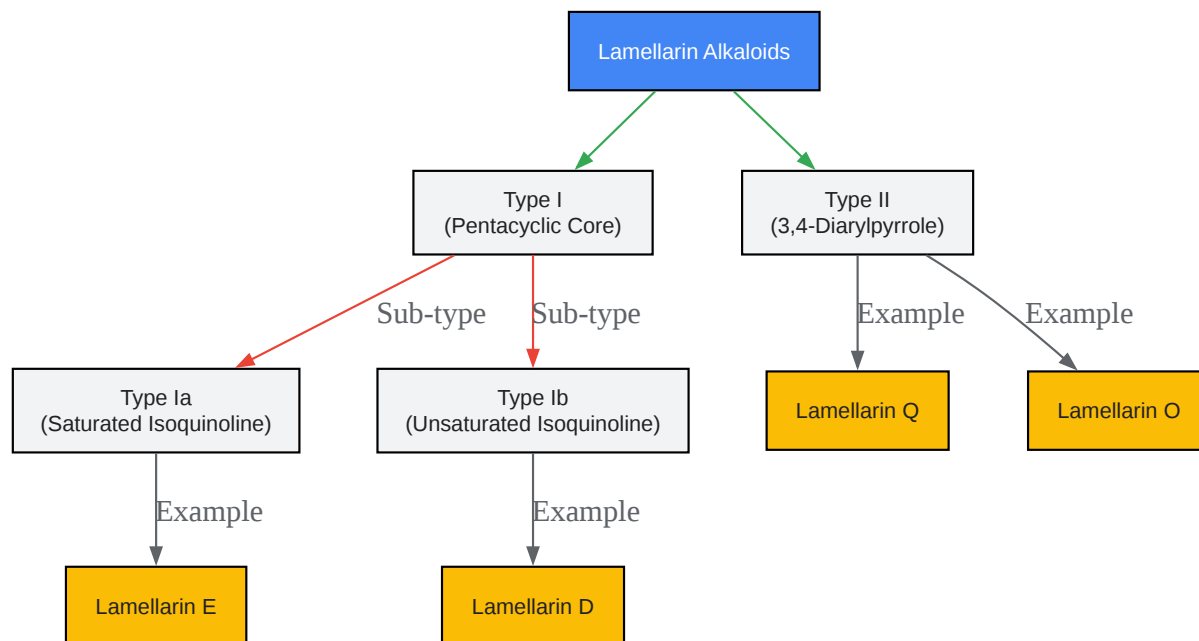 Lamellarin Alkaloids
Type I
(Pentacyclic Core)
Type II
(3,4-Diarylpyrrole)
Sub-type
Sub-type
Example
Example
Type Ia
(Saturated Isoquinoline)
Type Ib
(Unsaturated Isoquinoline)
Lamellarin Q
Lamellarin O
Example
Example
Lamellarin E
Lamellarin D